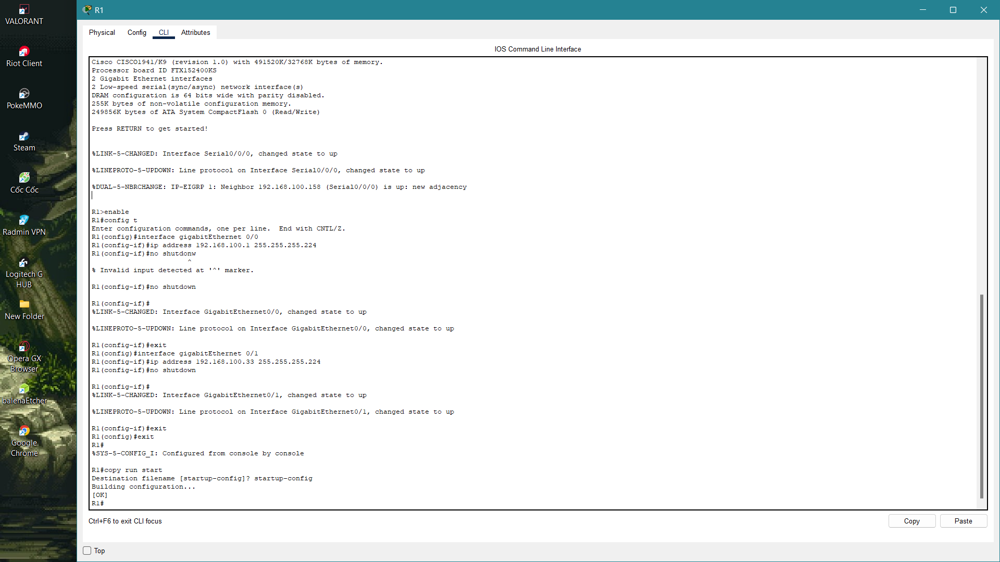 VALORANT
Riot Client
PokeMMO
Steam
Cốc Cốc
Radmin VPN
Logitech G
HUB
New Folder
Opera GX
Browser
balenaEtcher
Google
Chrome
R1
Physical
Config
CLI
Attributes
IOS Command Line Interface
Cisco CISCO1941/K9 (revision 1.0) with 491520K/32768K bytes of memory.
Processor board ID FTX152400KS
2 Gigabit Ethernet interfaces
2 Low-speed serial(sync/async) network interface(s)
DRAM configuration is 64 bits wide with parity disabled.
255K bytes of non-volatile configuration memory.
249856K bytes of ATA System CompactFlash 0 (Read/Write)
Press RETURN to get started!
%LINK-5-CHANGED: Interface Serial0/0/0, changed state to up
%LINEPROTO-5-UPDOWN: Line protocol on Interface Serial0/0/0, changed state to up
%DUAL-5-NBRCHANGE: IP-EIGRP 1: Neighbor 192.168.100.158 (Serial0/0/0) is up: new adjacency
R1>enable
R1#config t
Enter configuration commands, one per line.  End with CNTL/Z.
R1(config)#interface gigabitEthernet 0/0
R1(config-if)#ip address 192.168.100.1 255.255.255.224
R1(config-if)#no shutdonw
^
% Invalid input detected at '^' marker.
R1(config-if)#no shutdown
R1(config-if)#
%LINK-5-CHANGED: Interface GigabitEthernet0/0, changed state to up
%LINEPROTO-5-UPDOWN: Line protocol on Interface GigabitEthernet0/0, changed state to up
R1(config-if)#exit
R1(config)#interface gigabitEthernet 0/1
R1(config-if)#ip address 192.168.100.33 255.255.255.224
R1(config-if)#no shutdown
R1(config-if)#
%LINK-5-CHANGED: Interface GigabitEthernet0/1, changed state to up
%LINEPROTO-5-UPDOWN: Line protocol on Interface GigabitEthernet0/1, changed state to up
R1(config-if)#exit
R1(config)#exit
R1#
%SYS-5-CONFIG_I: Configured from console by console
R1#copy run start
Destination filename [startup-config]? startup-config
Building configuration...
[OK]
R1#
Ctrl+F6 to exit CLI focus
Copy
Paste
Top